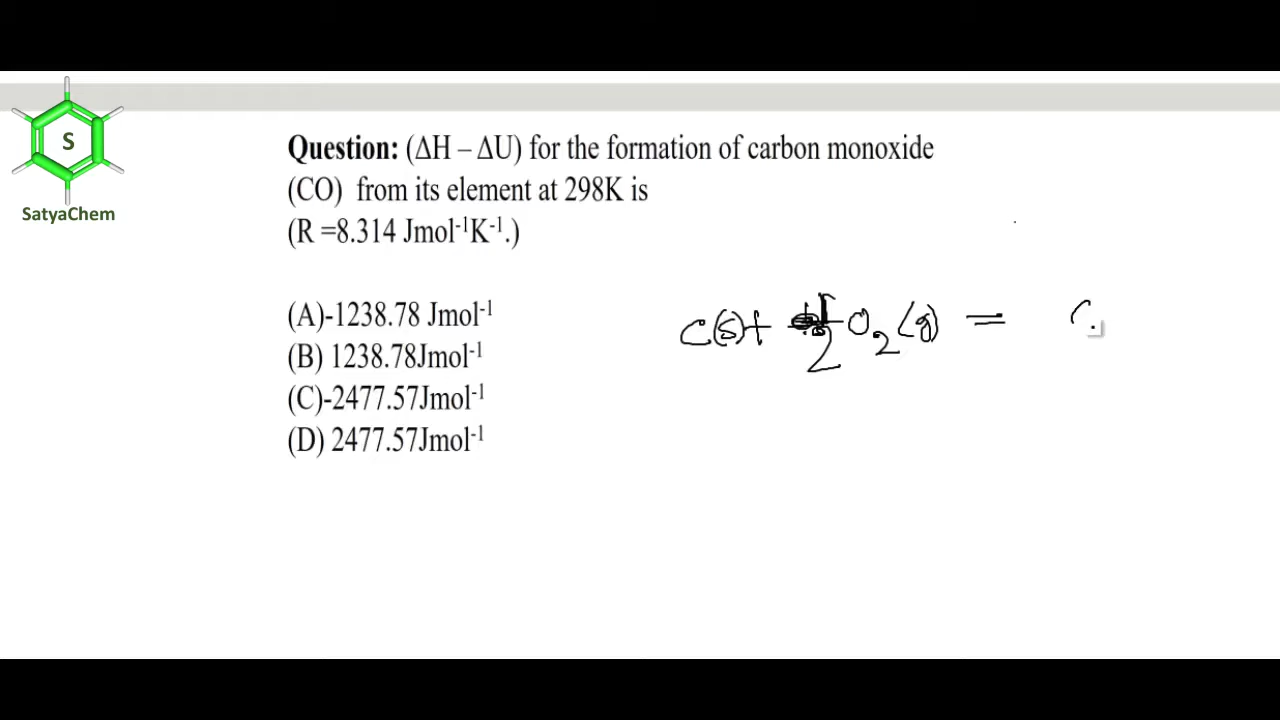 S
SatyaChem
Question: (ΔH – ΔU) for the formation of carbon monoxide
(CO) from its element at 298K is
(R =8.314 Jmol⁻¹K⁻¹.)
(A)-1238.78 Jmol⁻¹
(B) 1238.78Jmol⁻¹
(C)-2477.57Jmol⁻¹
(D) 2477.57Jmol⁻¹
C(s)+ 1/2 O₂(g) = C